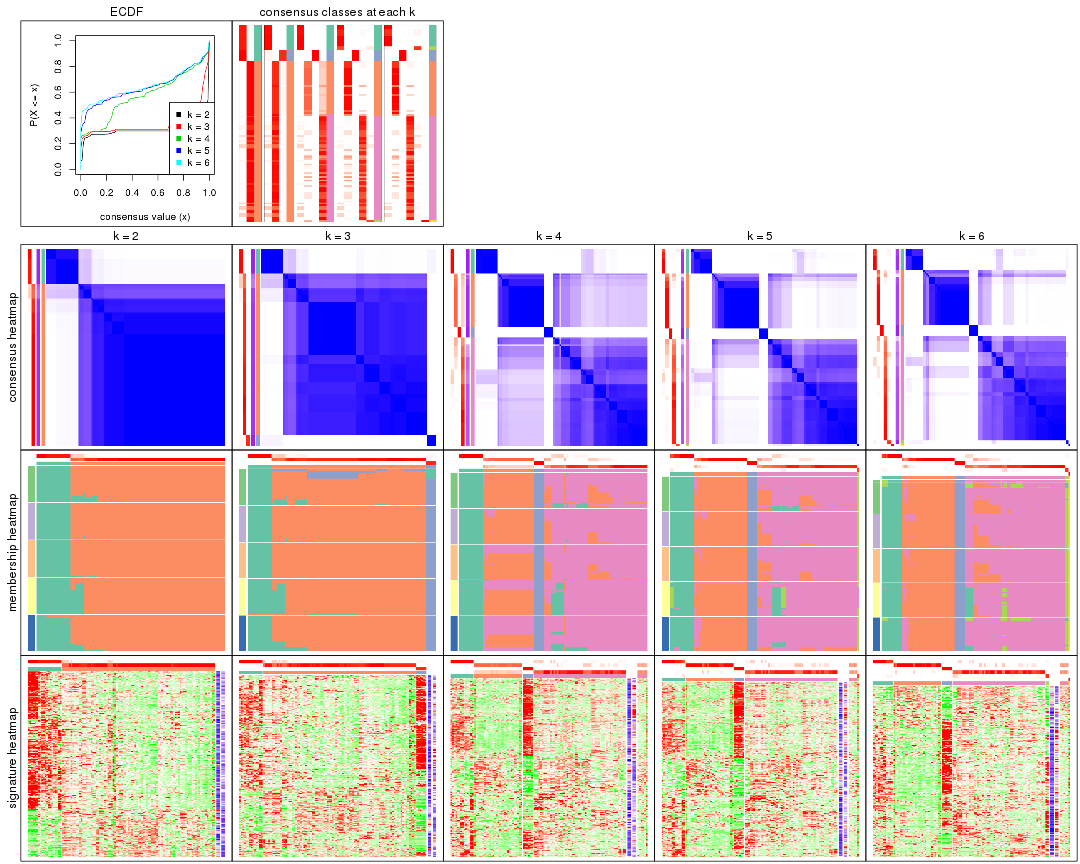 ECDF
consensus classes at each k
P(X <= x)
0.0
0.2
0.4
0.6
0.8
1.0
k = 2
k = 3
k = 4
k = 5
k = 6
0.0 0.2 0.4 0.6 0.8 1.0
consensus value (x)
k = 2
k = 3
k = 4
k = 5
k = 6
consensus heatmap
membership heatmap
signature heatmap